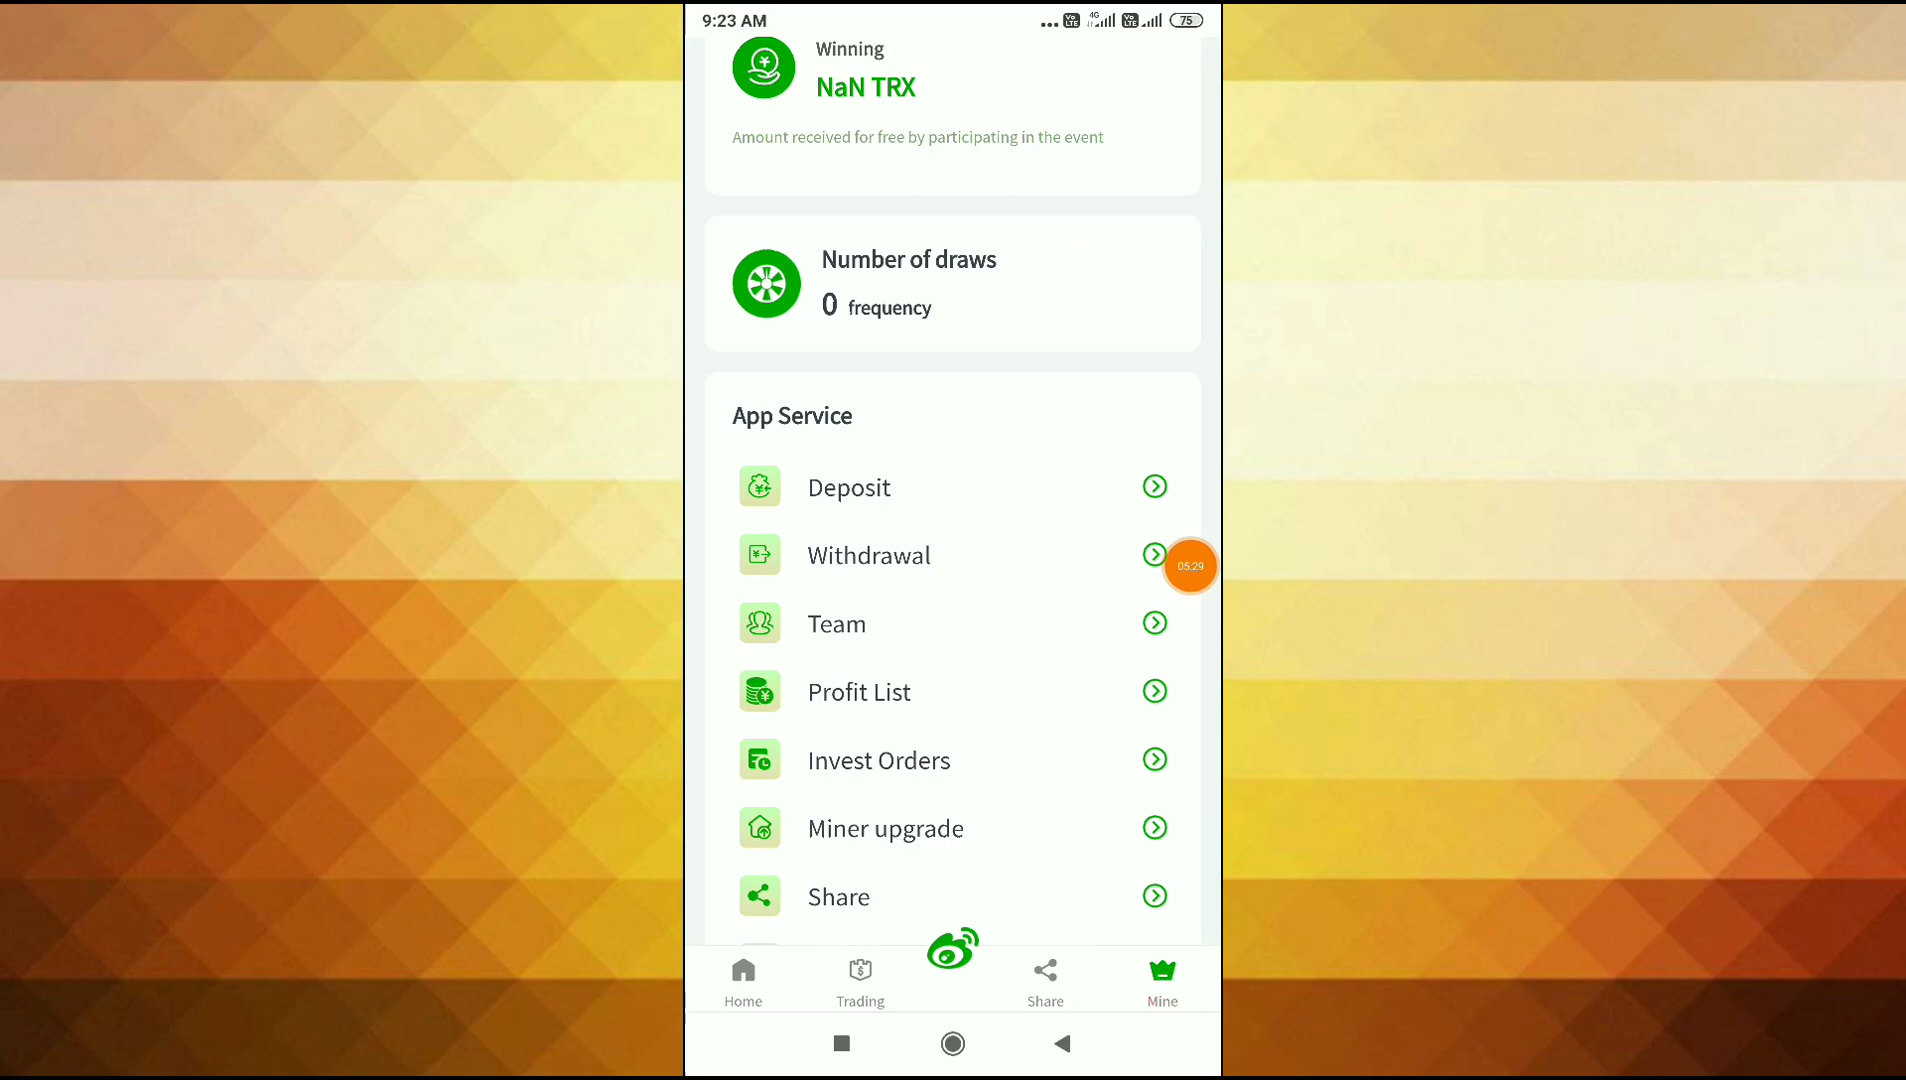 9:23 AM
4G
75
Winning
NaN TRX
Amount received for free by participating in the event
Number of draws
0 frequency
App Service
Deposit
Withdrawal
05:29
Team
Profit List
Invest Orders
Miner upgrade
Share
Home
Trading
Share
Mine